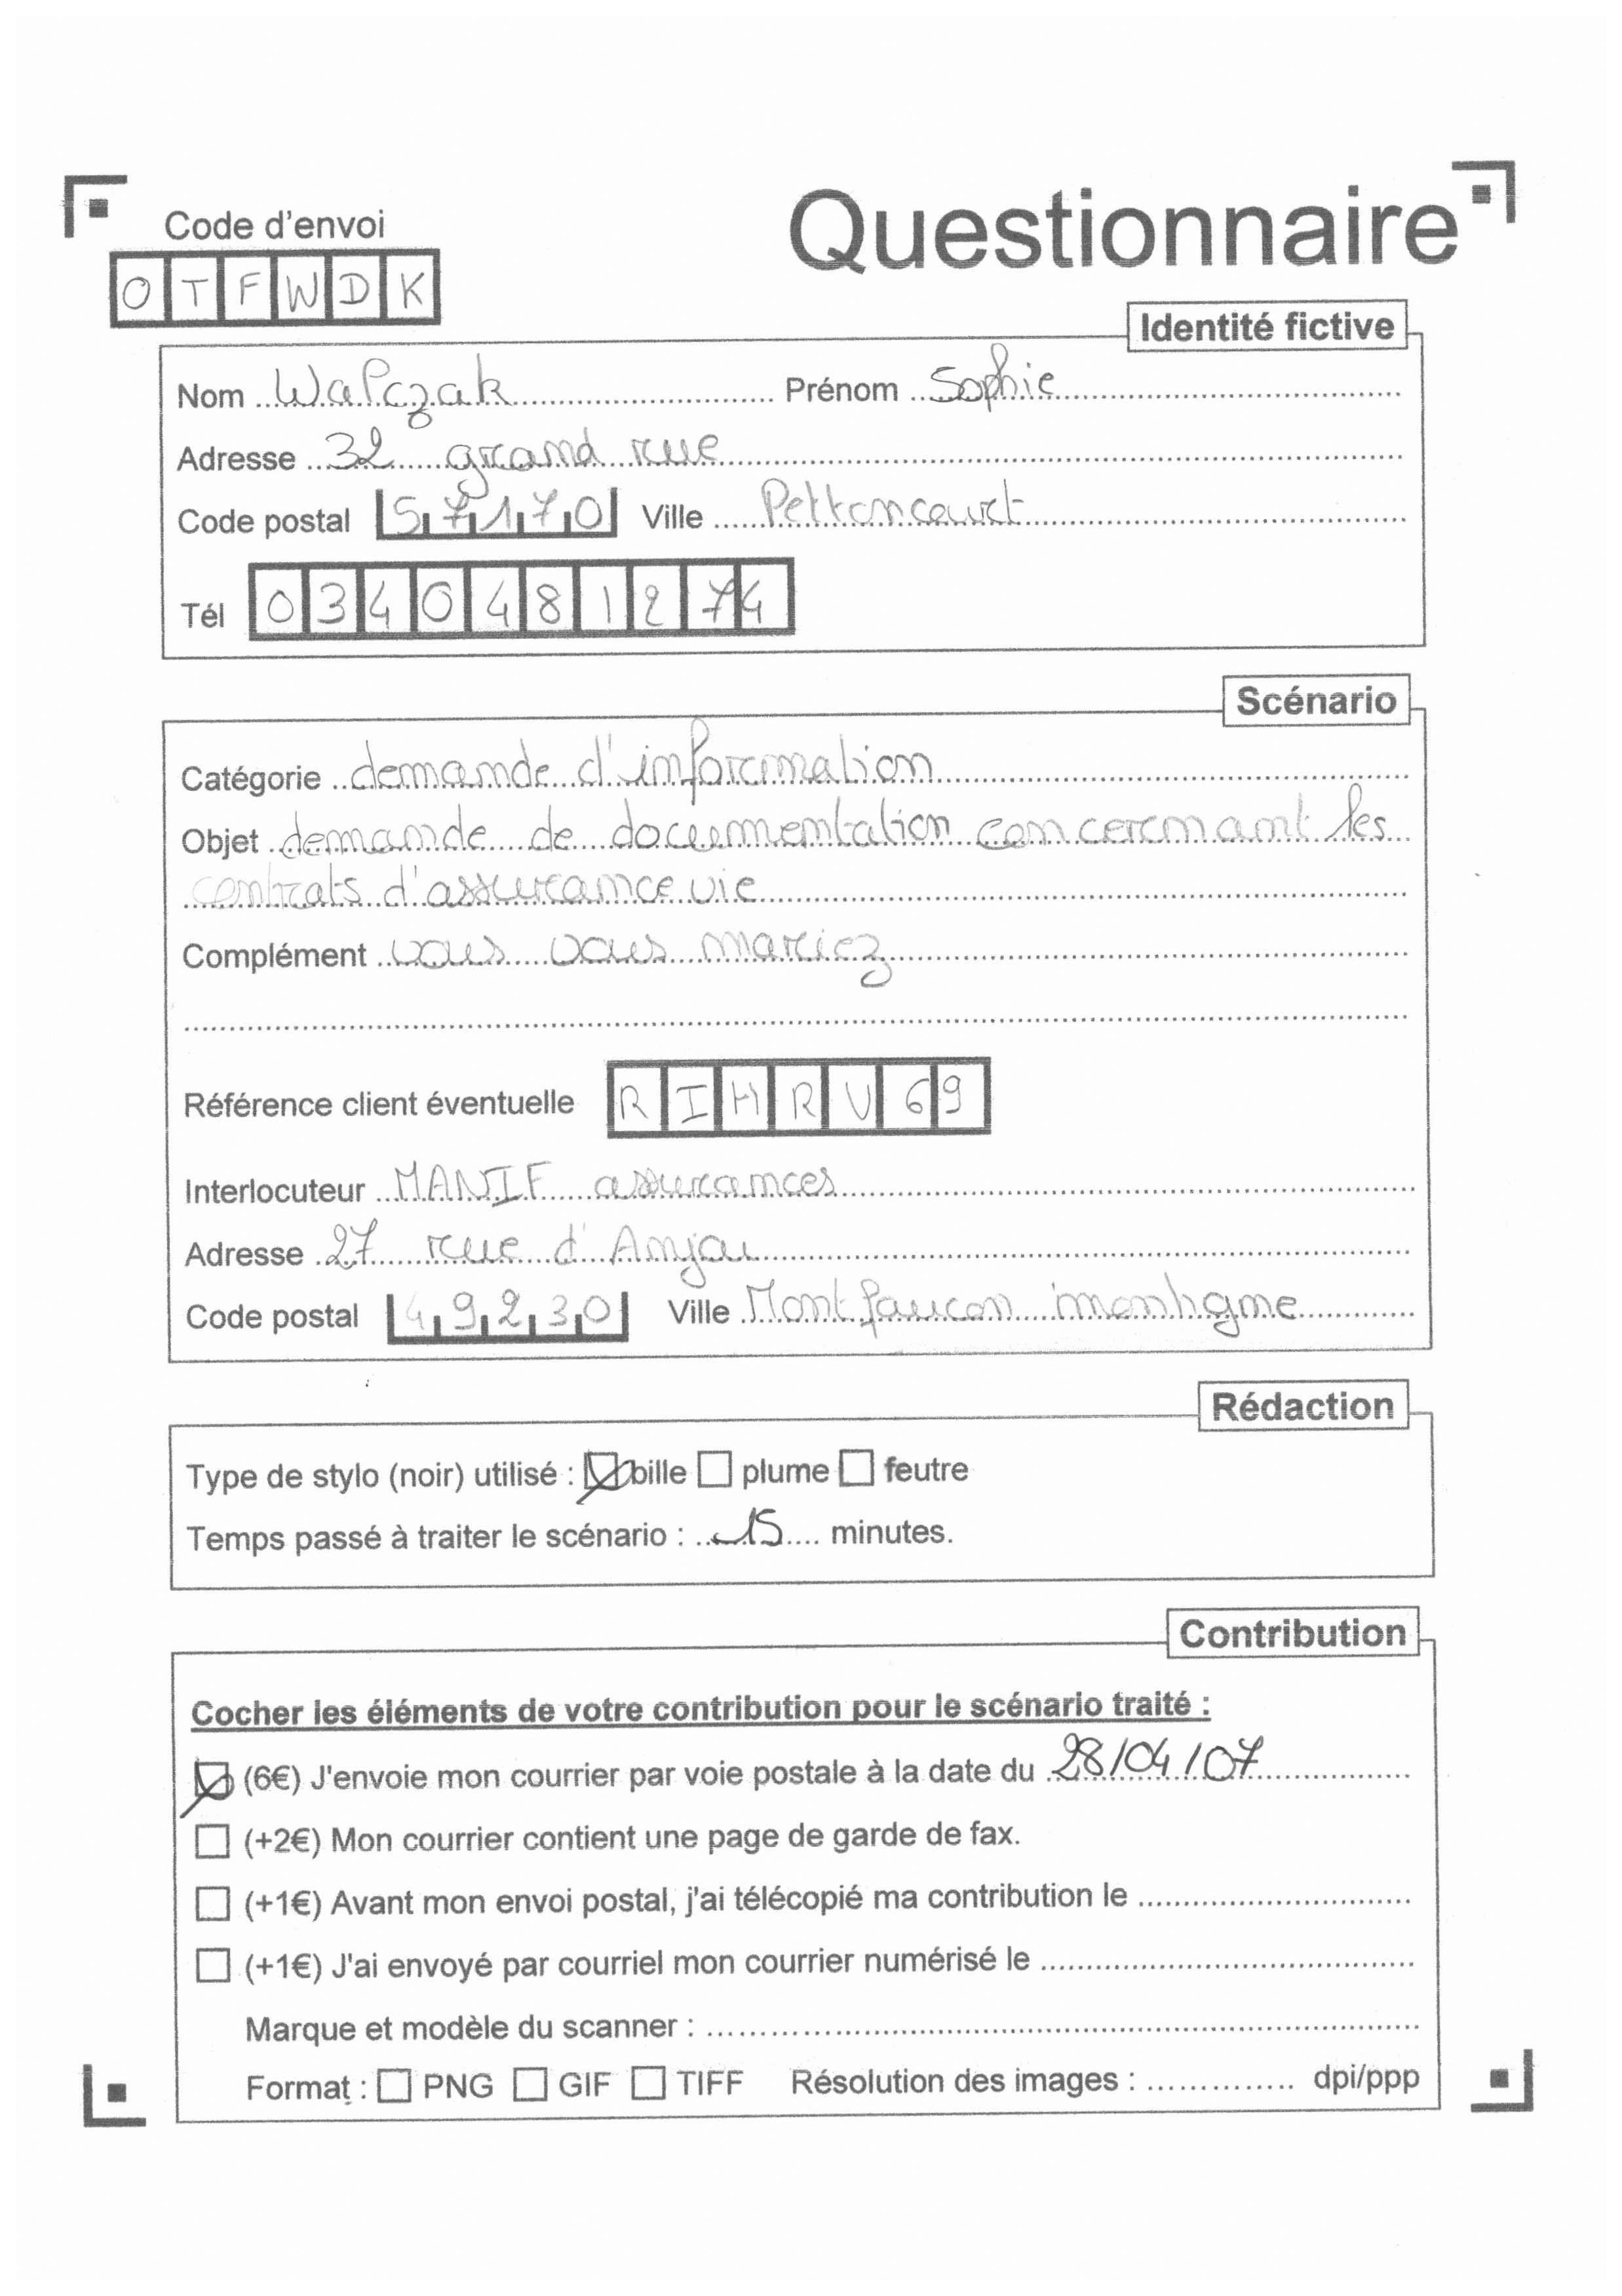 Code d'envoi
Questionnaire
OTFWDK
Identité fictive
Nom Walczak Prénom Sophie
Adresse 32 grand rue
Code postal 57170 Ville Pettoncourt
Tél 0340481274
Scénario
Catégorie demande d'information
Objet demande de documentation concernant les
contrats d'assurance vie
Complément vous vous mariez
Référence client éventuelle RIHRV69
Interlocuteur MANIF assurances
Adresse 27 rue d'Anjou
Code postal 49230 Ville Montfaucon
Rédaction
Type de stylo (noir) utilisé : bille plume feutre
Temps passé à traiter le scénario : 15 minutes.
Contribution
Cocher les éléments de votre contribution pour le scénario traité :
(6€) J'envoie mon courrier par voie postale à la date du 28/04/07
(+2€) Mon courrier contient une page de garde de fax.
(+1€) Avant mon envoi postal, j'ai télécopié ma contribution le
(+1€) J'ai envoyé par courriel mon courrier numérisé le
Marque et modèle du scanner :
Format : PNG GIF TIFF Résolution des images : dpi/ppp